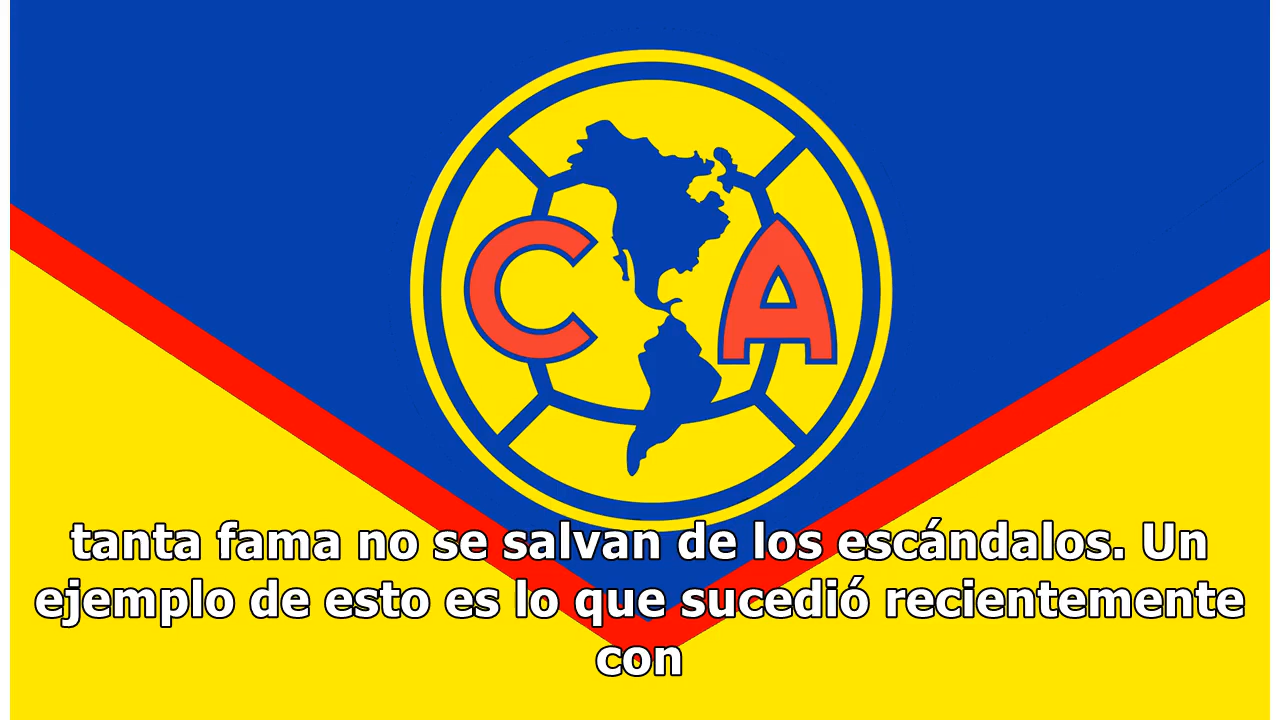 C A
tanta fama no se salvan de los escándalos. Un
ejemplo de esto es lo que sucedió recientemente
con